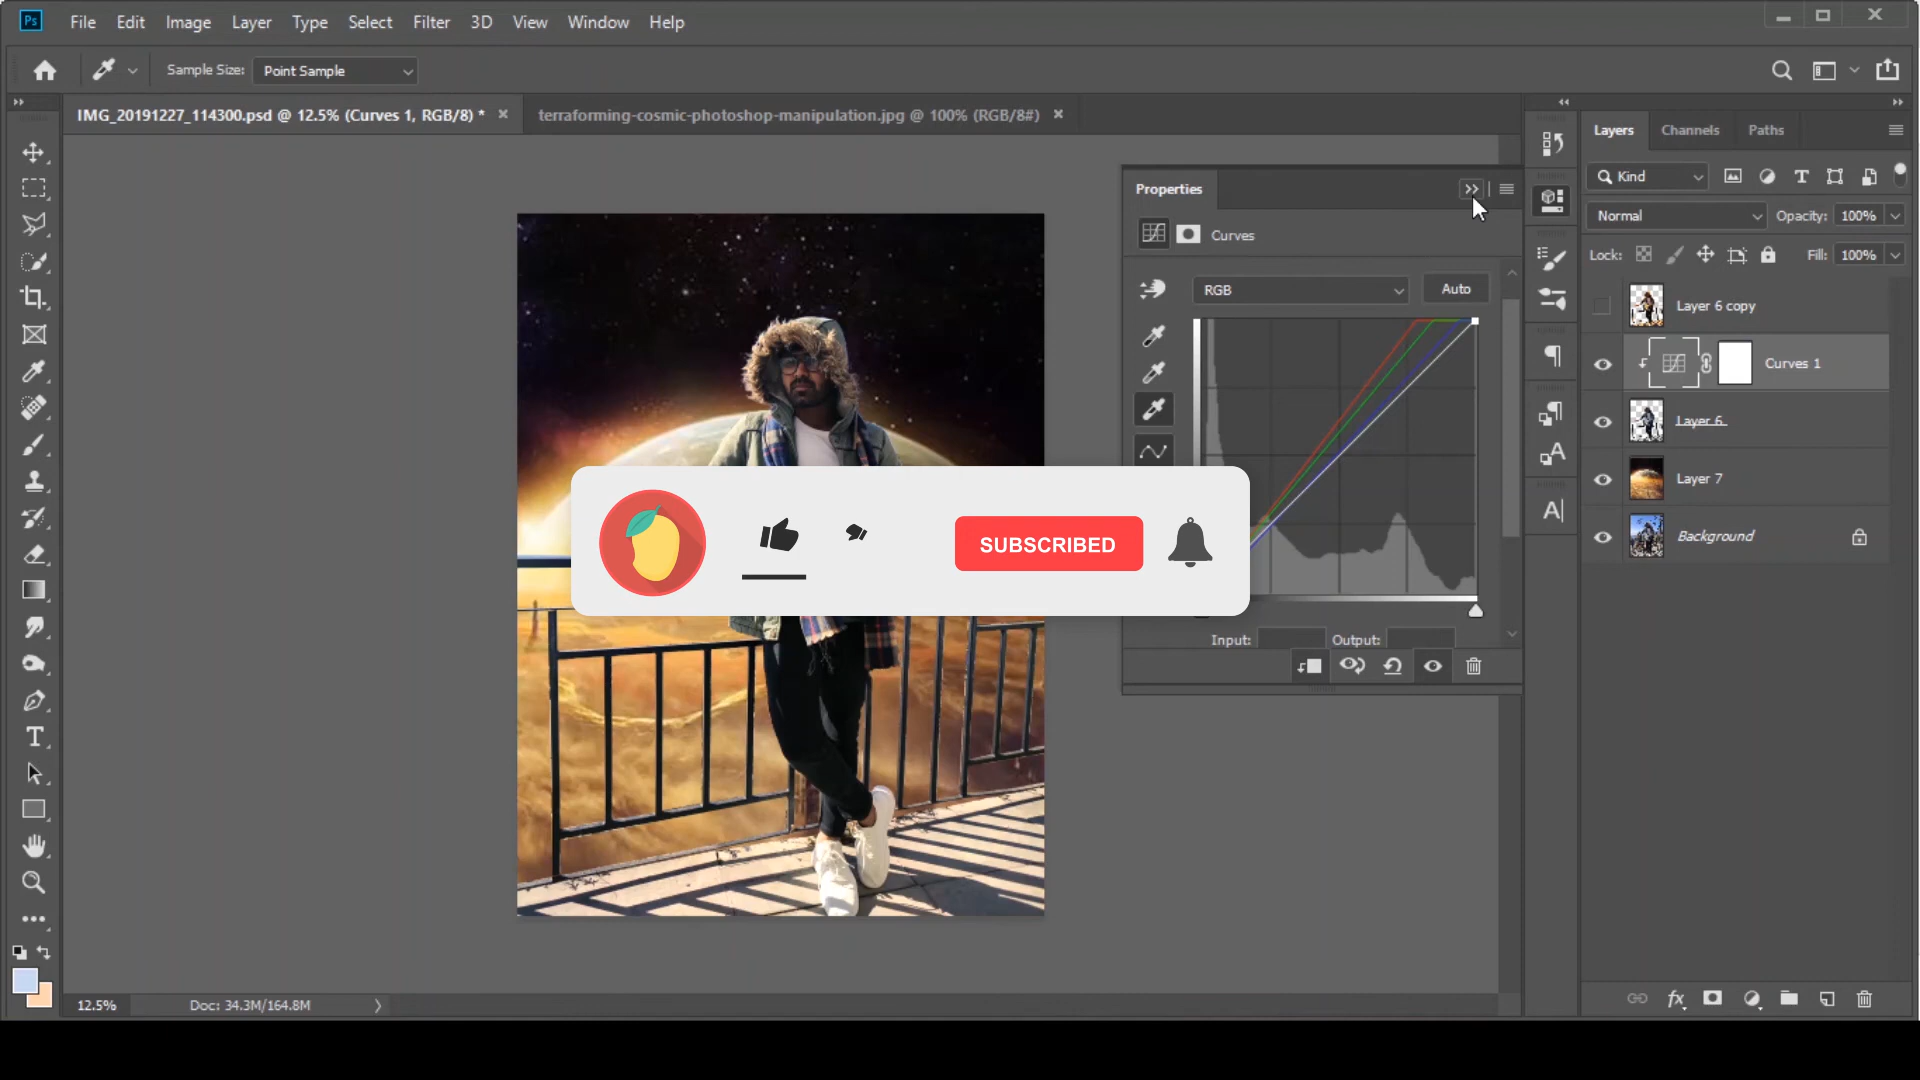 Ps File Edit Image Layer Type Select Filter 3D View Window Help
Sample Size: Point Sample
IMG_20191227_114300.psd @ 12.5% (Curves 1, RGB/8) *
terraforming-cosmic-photoshop-manipulation.jpg @ 100% (RGB/8#)
Properties
Curves
RGB Auto
Input: Output:
SUBSCRIBED
Layers Channels Paths
Kind
Normal Opacity: 100%
Lock: Fill: 100%
Layer 6 copy
Curves 1
Layer 6
Layer 7
Background
12.5% Doc: 34.3M/164.8M